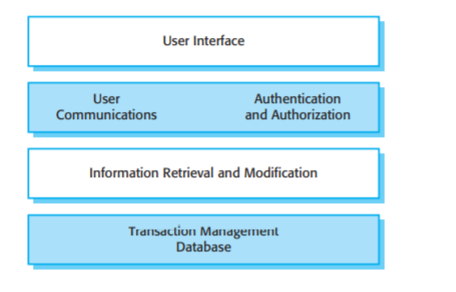 User Interface
User Authentication
Communications and Authorization
Information Retrieval and Modification
Transaction Management
Database